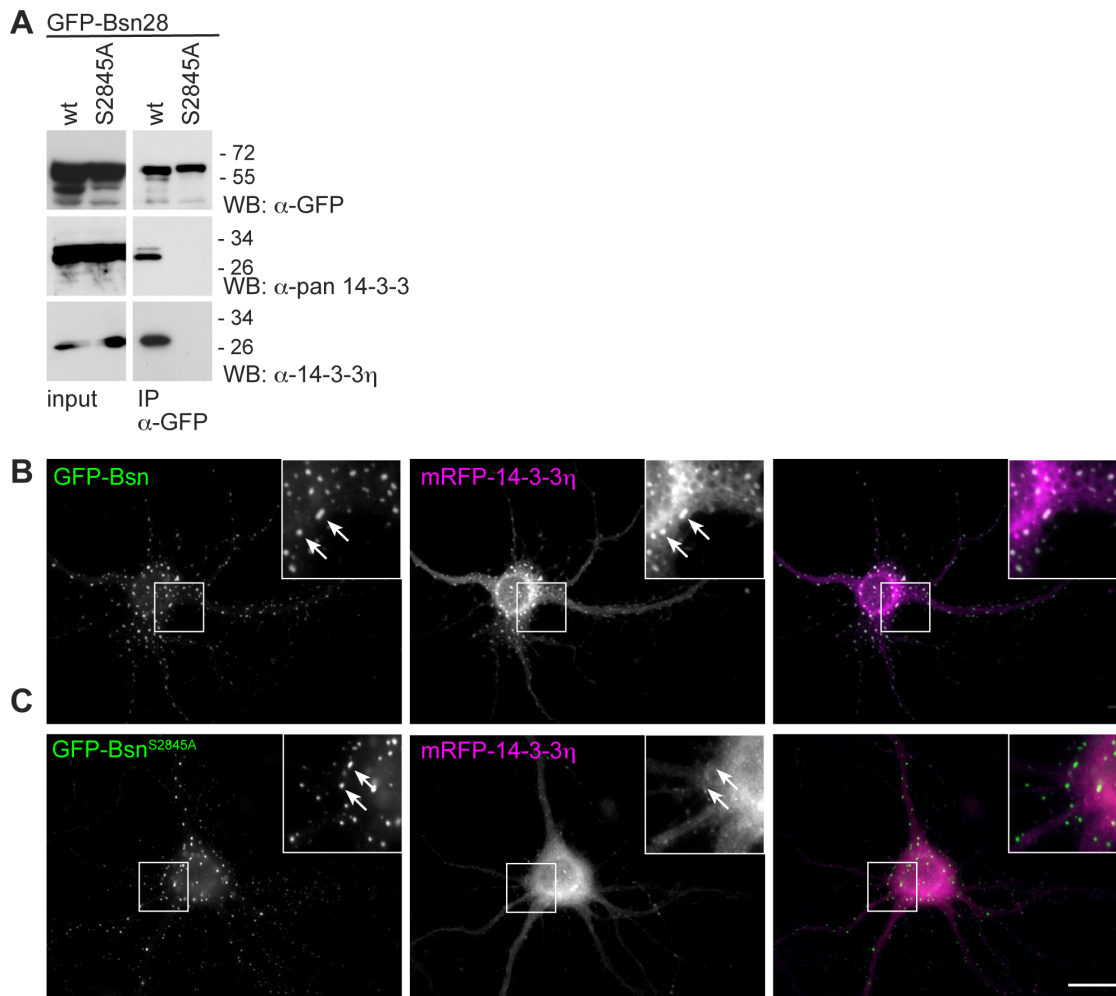 A
GFP-Bsn28
wt
S2845A
wt
S2845A
- 72
- 55
WB: α-GFP
- 34
- 26
WB: α-pan 14-3-3
- 34
- 26
WB: α-14-3-3η
input
IP
α-GFP
B
GFP-Bsn
mRFP-14-3-3η
C
GFP-Bsn^S2845A
mRFP-14-3-3η